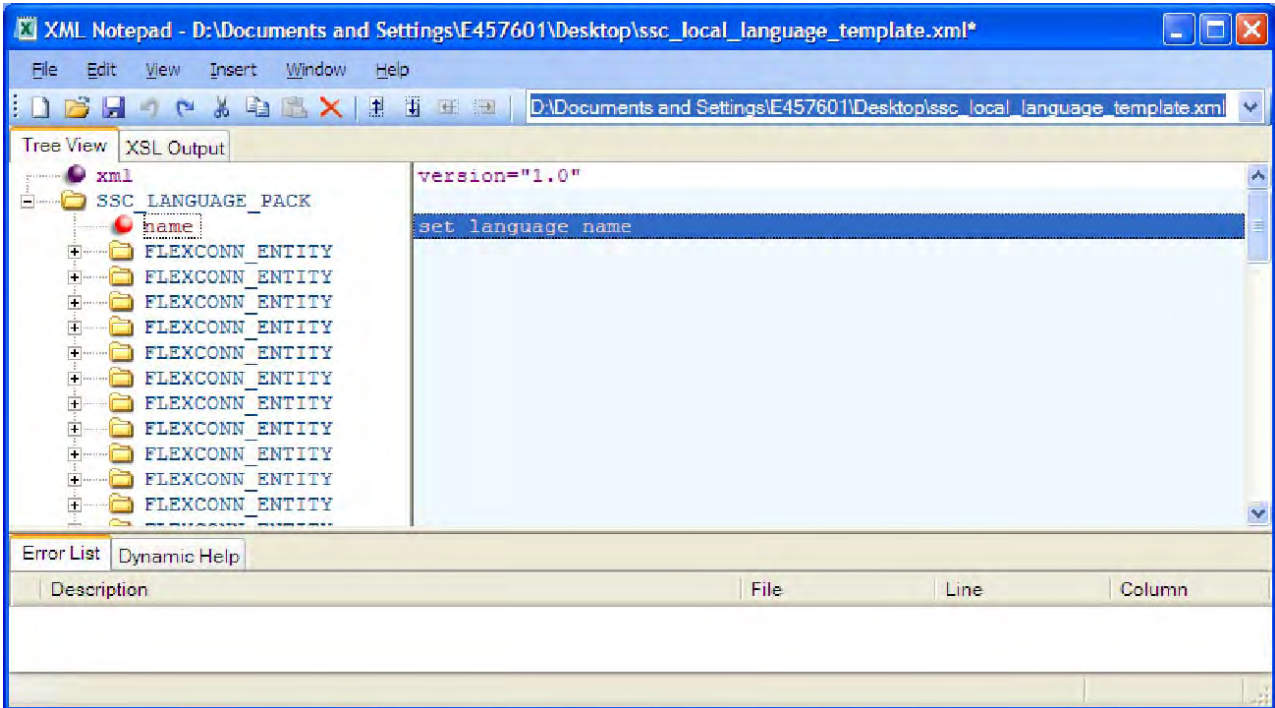 XML Notepad - D:\Documents and Settings\E457601\Desktop\ssc_local_language_template.xml*
File Edit View Insert Window Help
D:\Documents and Settings\E457601\Desktop\ssc_local_language_template.xml
Tree View XSL Output
xml version="1.0"
SSC_LANGUAGE_PACK
name set language name
FLEXCONN_ENTITY
FLEXCONN_ENTITY
FLEXCONN_ENTITY
FLEXCONN_ENTITY
FLEXCONN_ENTITY
FLEXCONN_ENTITY
FLEXCONN_ENTITY
FLEXCONN_ENTITY
FLEXCONN_ENTITY
FLEXCONN_ENTITY
FLEXCONN_ENTITY
Error List Dynamic Help
Description File Line Column